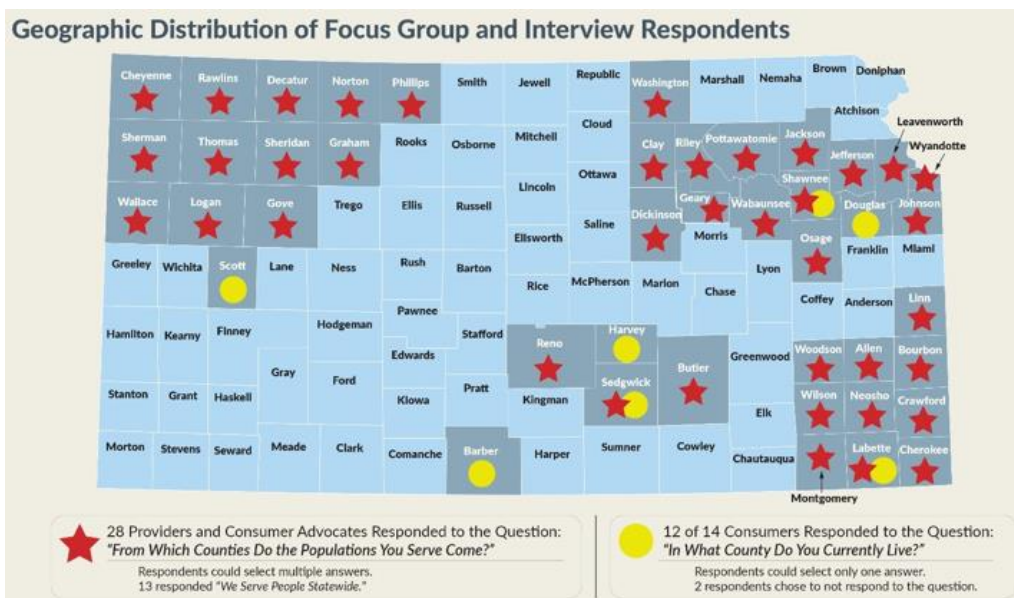 Geographic Distribution of Focus Group and Interview Respondents
Cheyenne Rawlins Decatur Norton Phillips Smith Jewell Republic Washington Marshall Nemaha Brown Doniphan
Atchison
Leavenworth
Wyandotte
Sherman Thomas Sheridan Graham Rooks Osborne Mitchell Cloud Clay Riley Pottawatomie Jackson Jefferson
Lincoln Ottawa Shawnee
Wallace Logan Gove Trego Ellis Russell Saline Dickinson Geary Wabaunsee Douglas Johnson
Ellsworth Morris Osage Franklin Miami
Greeley Wichita Scott Lane Ness Rush Barton Rice McPherson Marion Chase Lyon
Coffey Anderson Linn
Hamilton Kearny Finney Hodgeman Pawnee Stafford Reno Harvey
Edwards Butler Greenwood Woodson Allen Bourbon
Gray Ford Sedgwick
Stanton Grant Haskell Kiowa Pratt Kingman Elk Wilson Neosho Crawford
Morton Stevens Seward Meade Clark Comanche Barber Harper Sumner Cowley Chautauqua Labette Cherokee
Montgomery
28 Providers and Consumer Advocates Responded to the Question:
"From Which Counties Do the Populations You Serve Come?"
Respondents could select multiple answers.
13 responded "We Serve People Statewide."
12 of 14 Consumers Responded to the Question:
"In What County Do You Currently Live?"
Respondents could select only one answer.
2 respondents chose to not respond to the question.